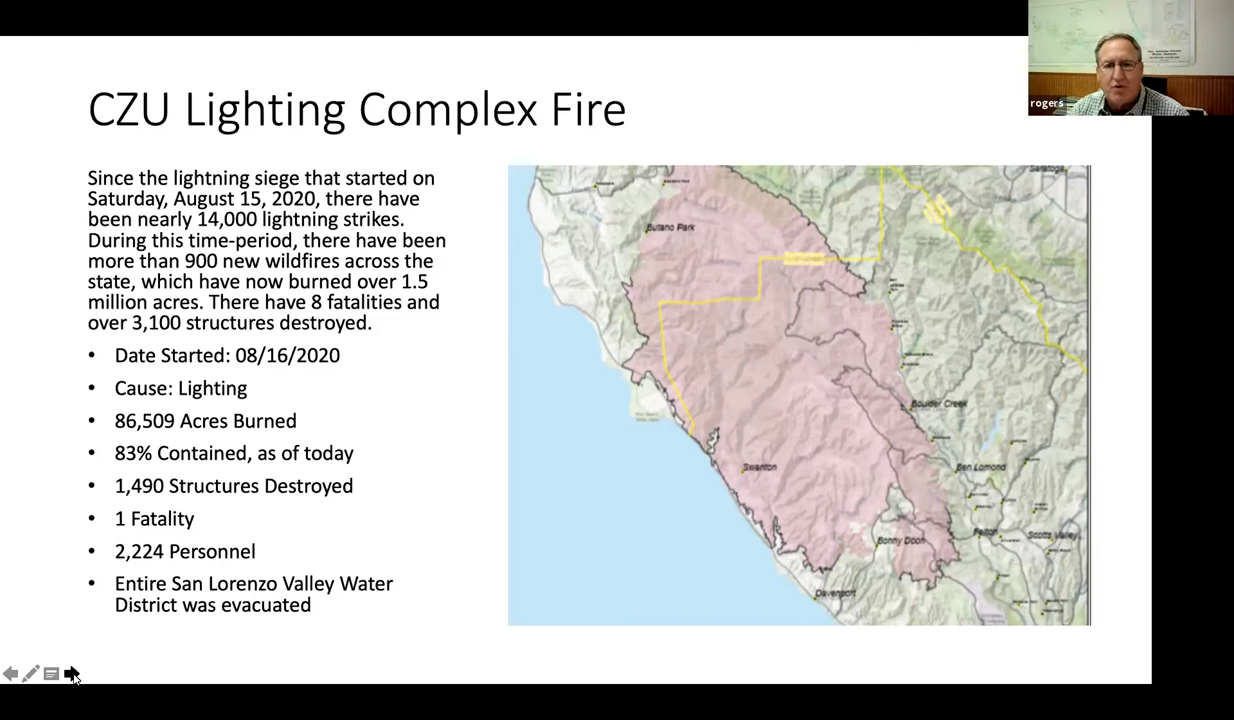 CZU Lighting Complex Fire
rogers
Since the lightning siege that started on
Saturday, August 15, 2020, there have
been nearly 14,000 lightning strikes.
During this time-period, there have been
more than 900 new wildfires across the
state, which have now burned over 1.5
million acres. There have 8 fatalities and
over 3,100 structures destroyed.
• Date Started: 08/16/2020
• Cause: Lighting
• 86,509 Acres Burned
• 83% Contained, as of today
• 1,490 Structures Destroyed
• 1 Fatality
• 2,224 Personnel
• Entire San Lorenzo Valley Water
District was evacuated
Saratoga
Butano Park
Boulder Creek
Swanton
Ben Lomond
Felton
Scotts Valley
Bonny Doon
Davenport